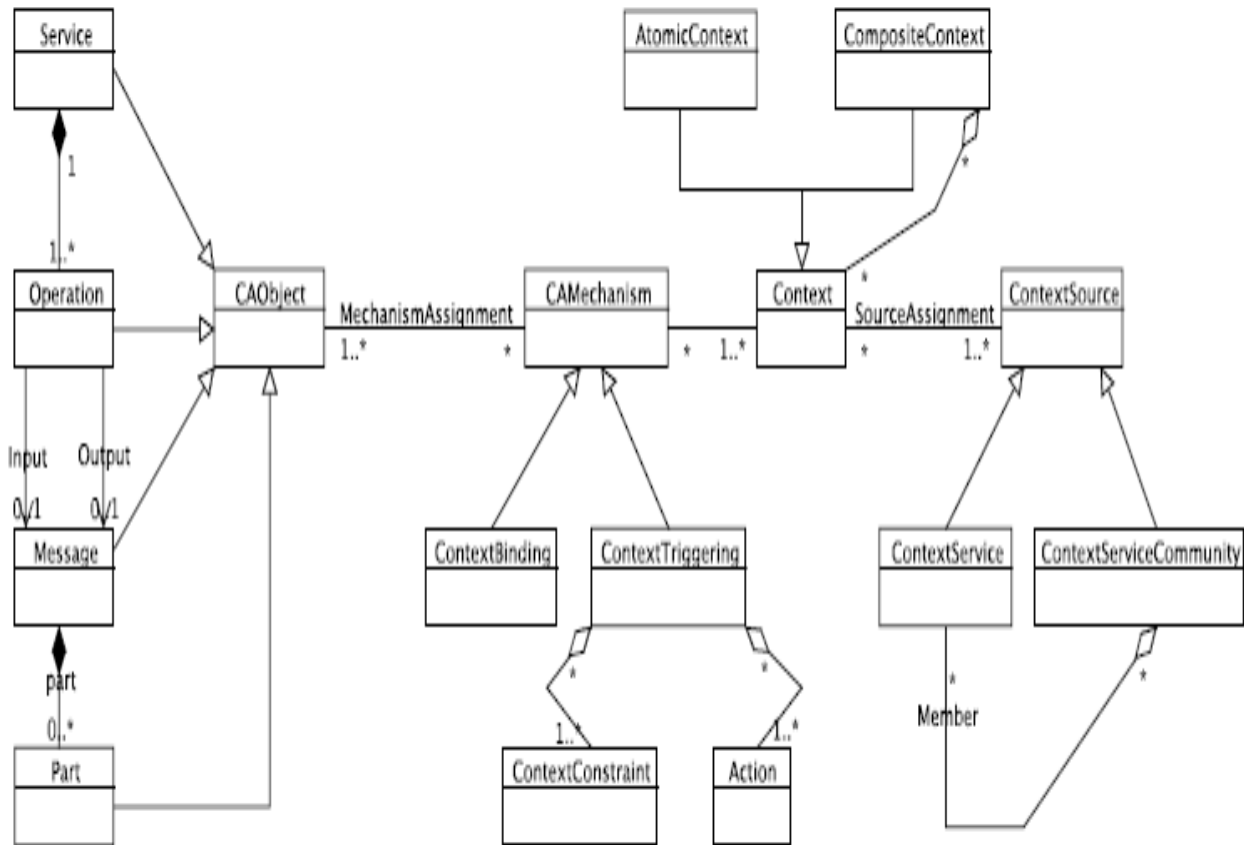 Service
AtomicContext
CompositeContext
1
*
1..*
Operation
CAObject
MechanismAssignment
1..*
*
CAMechanism
*
1..*
Context
*
SourceAssignment
*
1..*
ContextSource
Input
Output
0./1
0./1
Message
ContextBinding
ContextTriggering
ContextService
ContextServiceCommunity
part
*
*
*
*
Member
0..*
1..*
1..*
Part
ContextConstraint
Action